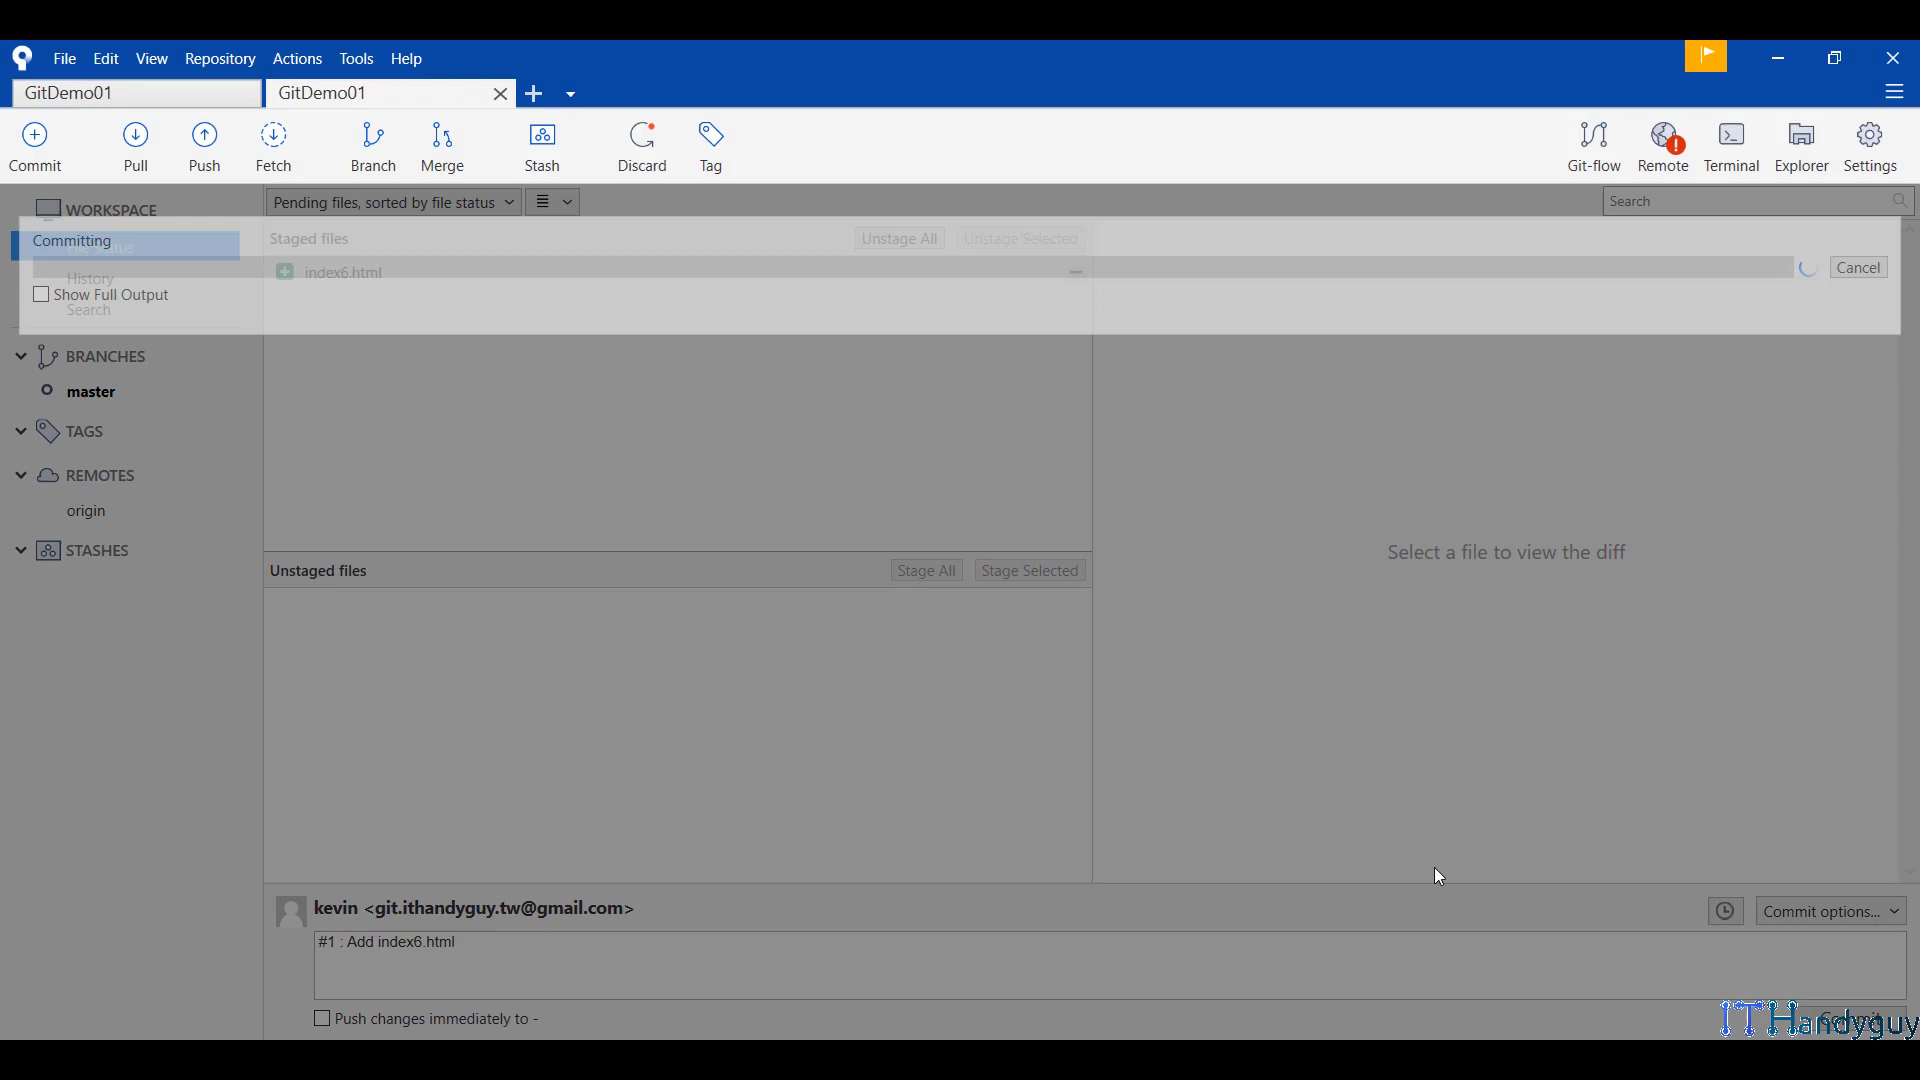 File Edit View Repository Actions Tools Help
GitDemo01 GitDemo01
Commit Pull Push Fetch Branch Merge Stash Discard Tag Git-flow Remote Terminal Explorer Settings
WORKSPACE
Pending files, sorted by file status
Search
Committing
Staged files
Unstage All
Unstage Selected
History
index6.html
Cancel
Show Full Output
Search
BRANCHES
master
TAGS
REMOTES
origin
STASHES
Unstaged files
Stage All
Stage Selected
Select a file to view the diff
kevin <git.ithandyguy.tw@gmail.com>
Commit options...
#1 : Add index6.html
Push changes immediately to -
ITHandyguy